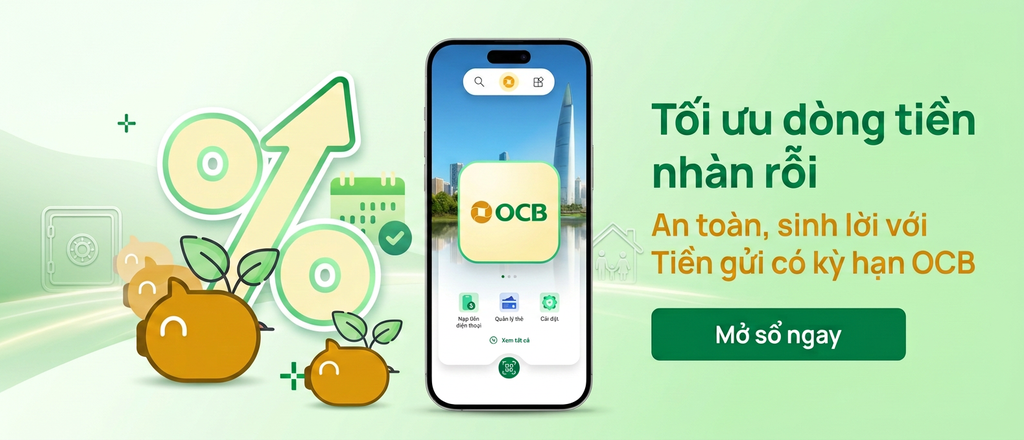 OCB
Nạp tiền
điện thoại
Quản lý thẻ
Cài đặt
Xem tất cả
Tối ưu dòng tiền
nhàn rỗi
An toàn, sinh lời với
Tiền gửi có kỳ hạn OCB
Mở sổ ngay